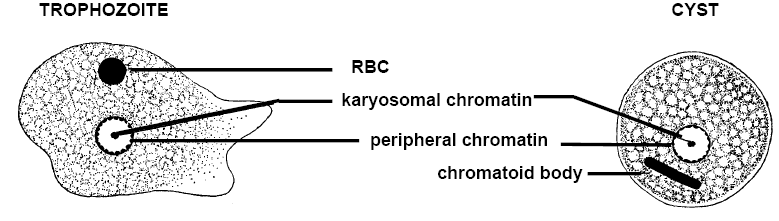 TROPHOZOITE
CYST
RBC
karyosomal chromatin
peripheral chromatin
chromatoid body